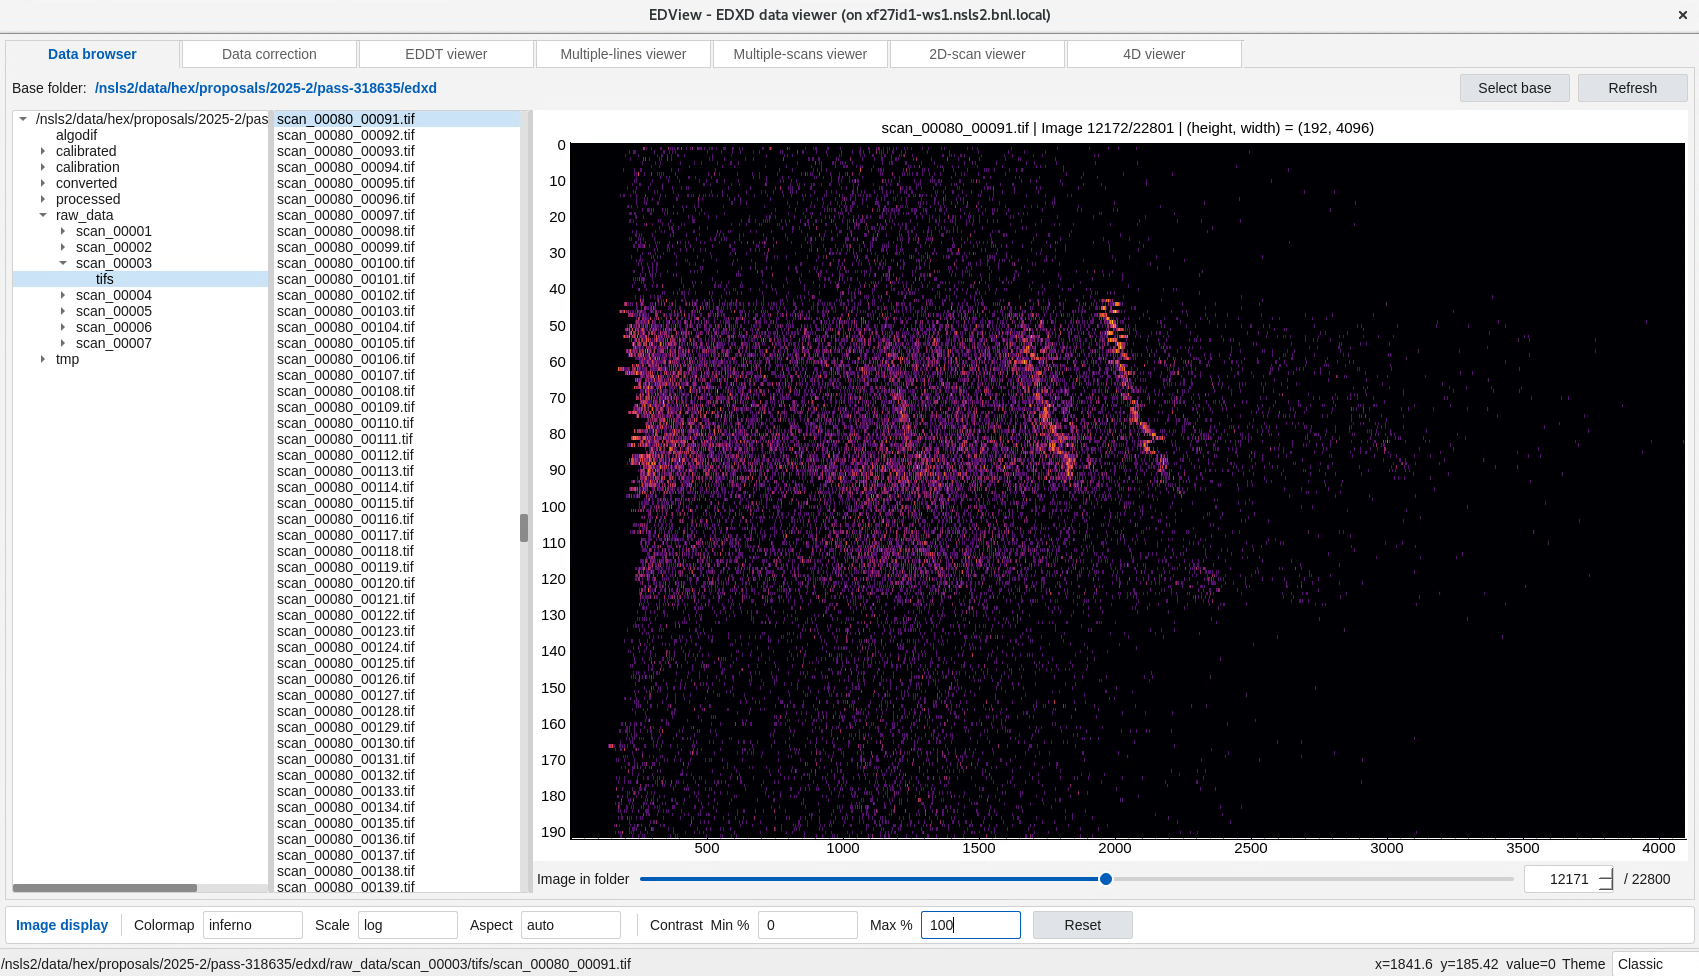 EDView - EDXD data viewer (on xf27id1-ws1.nsls2.bnl.local) ×
Data browser Data correction EDDT viewer Multiple-lines viewer Multiple-scans viewer 2D-scan viewer 4D viewer
Base folder: /nsls2/data/hex/proposals/2025-2/pass-318635/edxd Select base Refresh
/nsls2/data/hex/proposals/2025-2/pas
algodif
calibrated
calibration
converted
processed
raw_data
scan_00001
scan_00002
scan_00003
tifs
scan_00004
scan_00005
scan_00006
scan_00007
tmp
scan_00080_00091.tif
scan_00080_00092.tif
scan_00080_00093.tif
scan_00080_00094.tif
scan_00080_00095.tif
scan_00080_00096.tif
scan_00080_00097.tif
scan_00080_00098.tif
scan_00080_00099.tif
scan_00080_00100.tif
scan_00080_00101.tif
scan_00080_00102.tif
scan_00080_00103.tif
scan_00080_00104.tif
scan_00080_00105.tif
scan_00080_00106.tif
scan_00080_00107.tif
scan_00080_00108.tif
scan_00080_00109.tif
scan_00080_00110.tif
scan_00080_00111.tif
scan_00080_00112.tif
scan_00080_00113.tif
scan_00080_00114.tif
scan_00080_00115.tif
scan_00080_00116.tif
scan_00080_00117.tif
scan_00080_00118.tif
scan_00080_00119.tif
scan_00080_00120.tif
scan_00080_00121.tif
scan_00080_00122.tif
scan_00080_00123.tif
scan_00080_00124.tif
scan_00080_00125.tif
scan_00080_00126.tif
scan_00080_00127.tif
scan_00080_00128.tif
scan_00080_00129.tif
scan_00080_00130.tif
scan_00080_00131.tif
scan_00080_00132.tif
scan_00080_00133.tif
scan_00080_00134.tif
scan_00080_00135.tif
scan_00080_00136.tif
scan_00080_00137.tif
scan_00080_00138.tif
scan_00080_00139.tif
scan_00080_00091.tif | Image 12172/22801 | (height, width) = (192, 4096)
0
10
20
30
40
50
60
70
80
90
100
110
120
130
140
150
160
170
180
190
500 1000 1500 2000 2500 3000 3500 4000
Image in folder 12171 / 22800
Image display Colormap inferno Scale log Aspect auto Contrast Min % 0 Max % 100 Reset
/nsls2/data/hex/proposals/2025-2/pass-318635/edxd/raw_data/scan_00003/tifs/scan_00080_00091.tif x=1841.6 y=185.42 value=0 Theme Classic